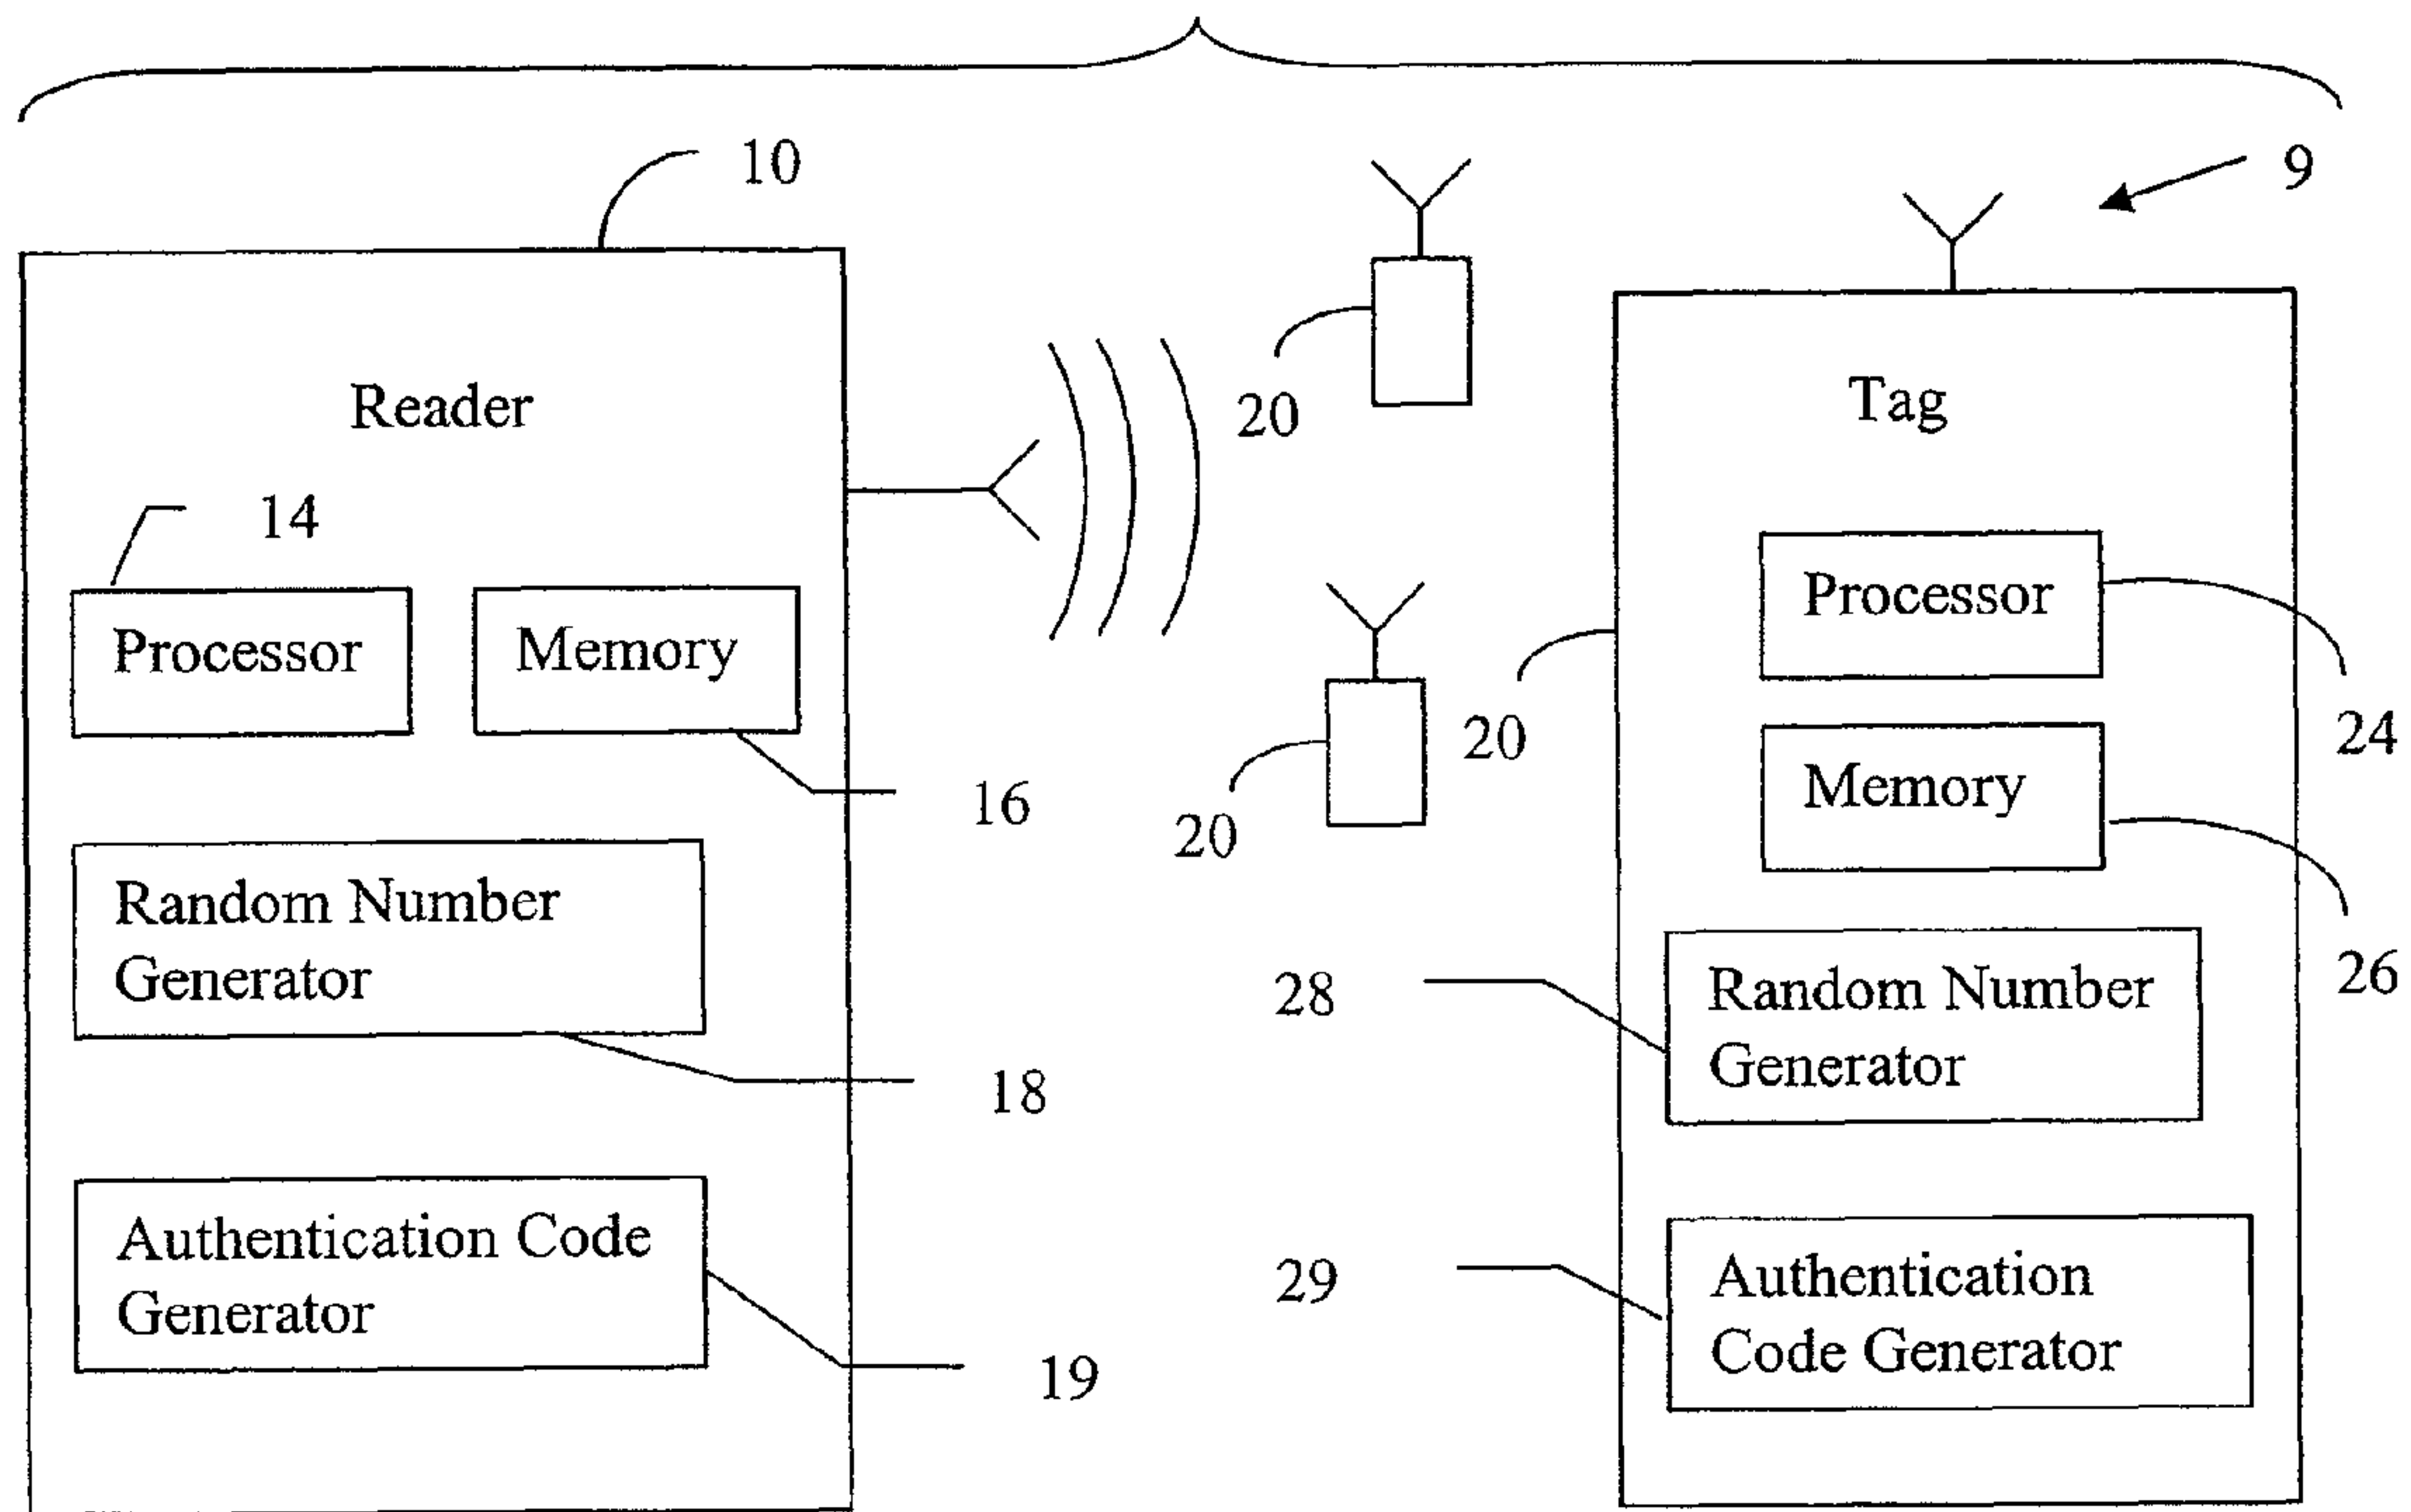 10
9
Reader
20
Tag
14
Processor
Memory
16
20
20
Processor
24
Memory
26
Random Number
Generator
18
28
Random Number
Generator
Authentication Code
Generator
19
29
Authentication
Code Generator